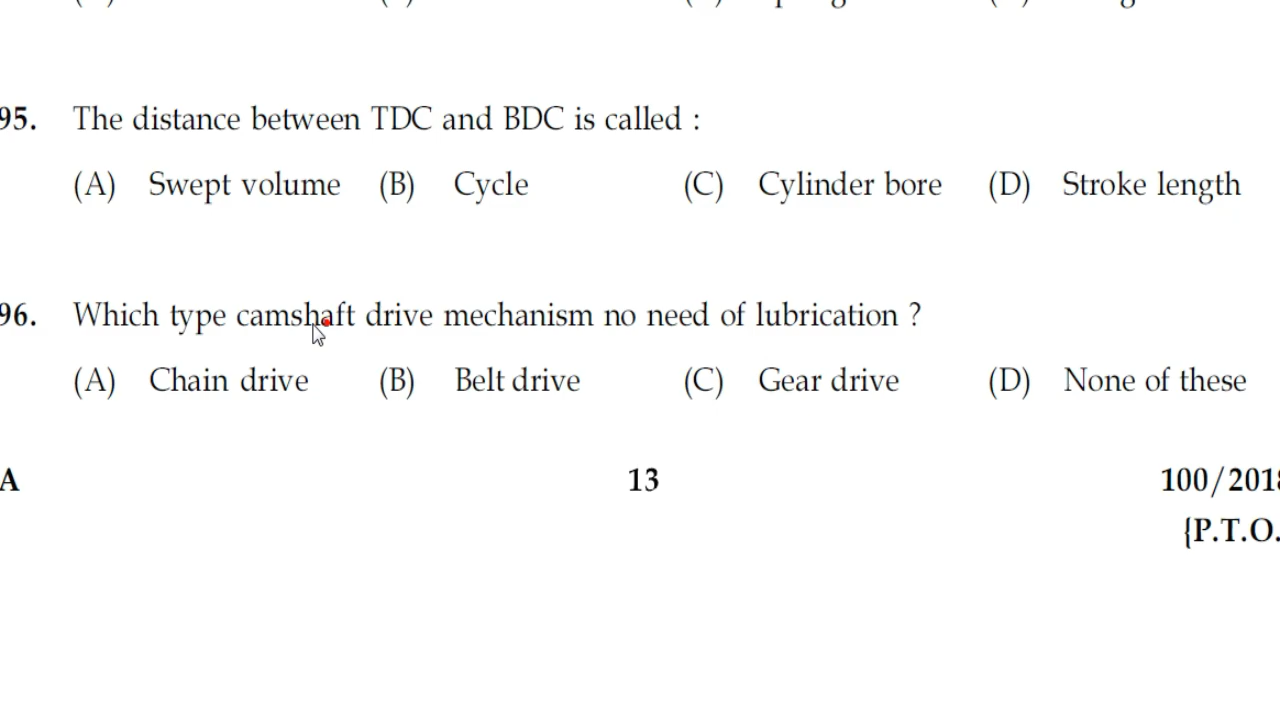 95. The distance between TDC and BDC is called :
(A) Swept volume (B) Cycle (C) Cylinder bore (D) Stroke length
96. Which type camshaft drive mechanism no need of lubrication ?
(A) Chain drive (B) Belt drive (C) Gear drive (D) None of these
A 13 100/2018
{P.T.O.